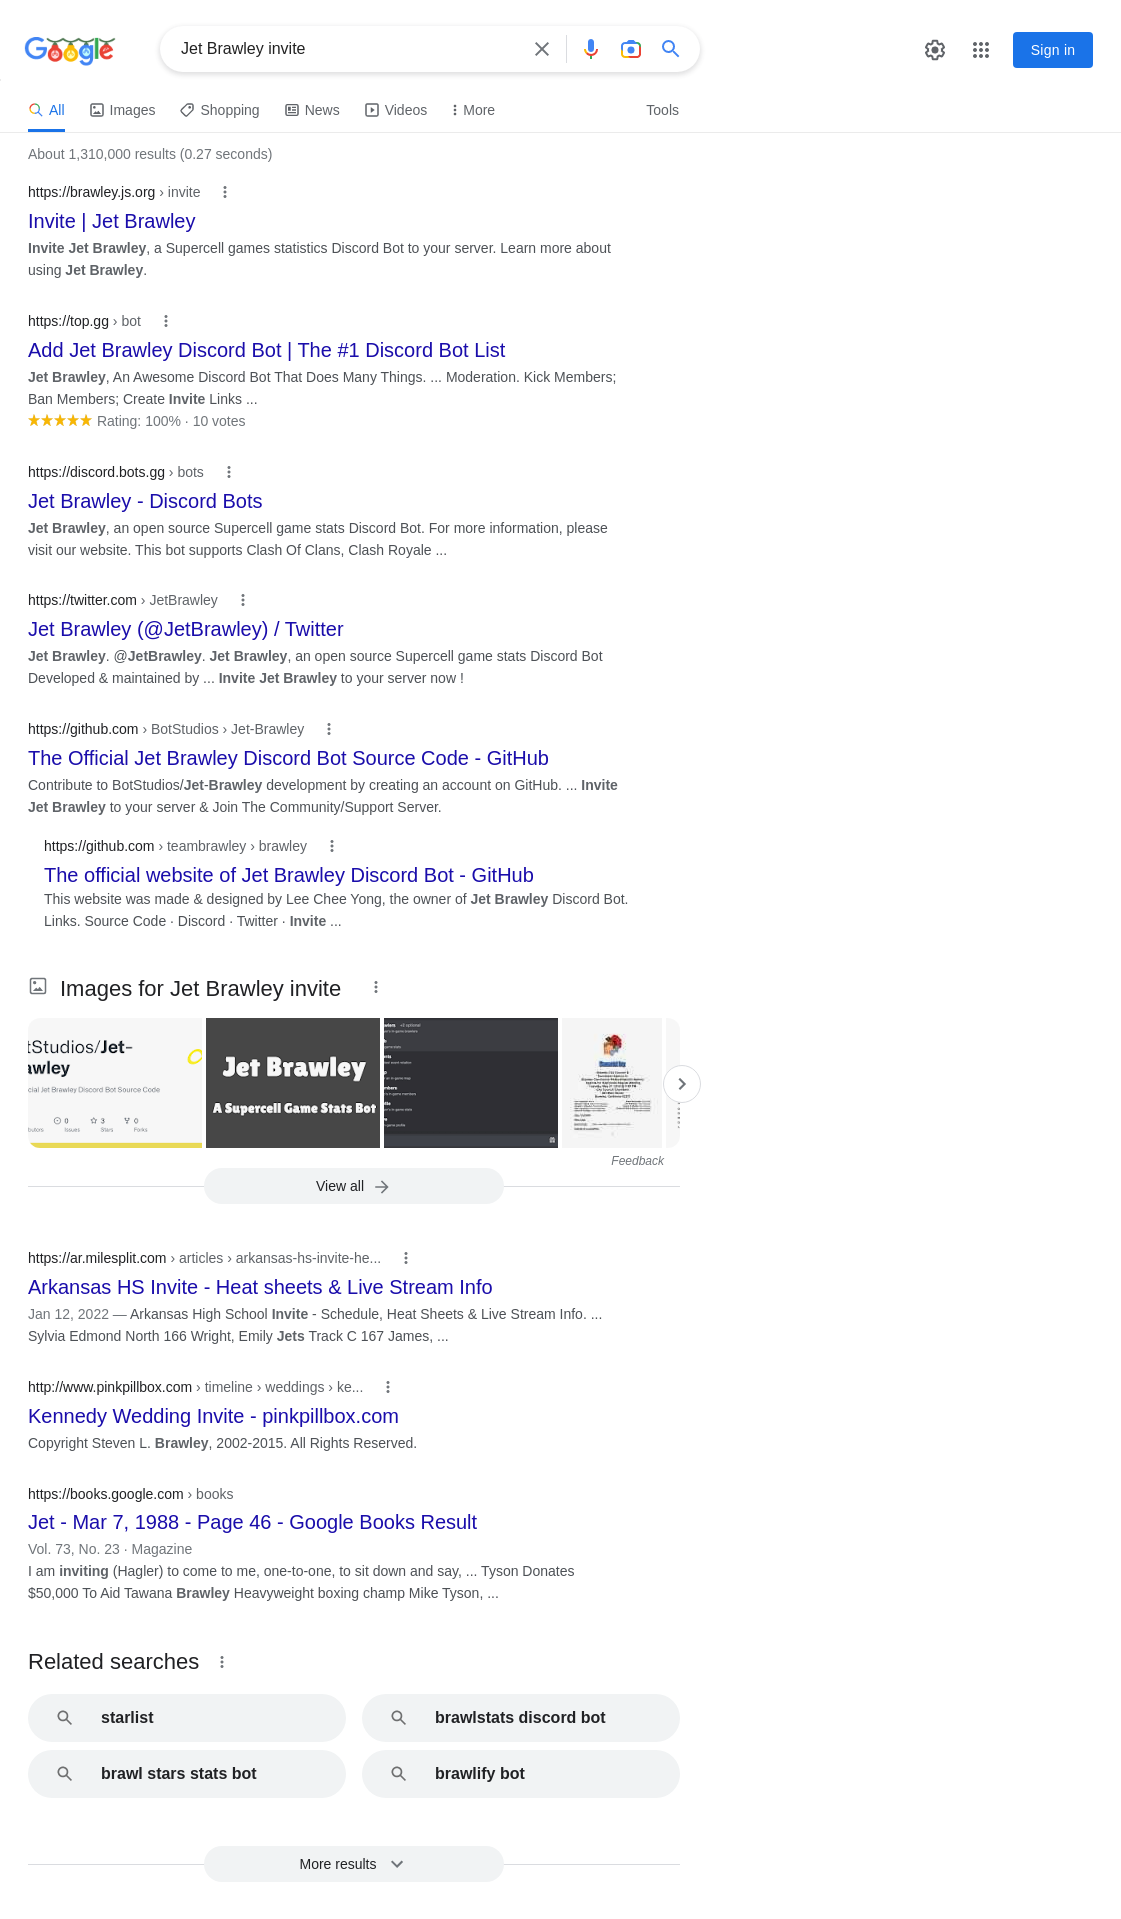 Google
Jet Brawley invite
Sign in
All
Images
Shopping
News
Videos
More
Tools
About 1,310,000 results (0.27 seconds)
https://brawley.js.org › invite
Invite | Jet Brawley
Invite Jet Brawley, a Supercell games statistics Discord Bot to your server. Learn more about
using Jet Brawley.
https://top.gg › bot
Add Jet Brawley Discord Bot | The #1 Discord Bot List
Jet Brawley, An Awesome Discord Bot That Does Many Things. ... Moderation. Kick Members;
Ban Members; Create Invite Links ...
Rating: 100% · 10 votes
https://discord.bots.gg › bots
Jet Brawley - Discord Bots
Jet Brawley, an open source Supercell game stats Discord Bot. For more information, please
visit our website. This bot supports Clash Of Clans, Clash Royale ...
https://twitter.com › JetBrawley
Jet Brawley (@JetBrawley) / Twitter
Jet Brawley. @JetBrawley. Jet Brawley, an open source Supercell game stats Discord Bot
Developed & maintained by ... Invite Jet Brawley to your server now !
https://github.com › BotStudios › Jet-Brawley
The Official Jet Brawley Discord Bot Source Code - GitHub
Contribute to BotStudios/Jet-Brawley development by creating an account on GitHub. ... Invite
Jet Brawley to your server & Join The Community/Support Server.
https://github.com › teambrawley › brawley
The official website of Jet Brawley Discord Bot - GitHub
This website was made & designed by Lee Chee Yong, the owner of Jet Brawley Discord Bot.
Links. Source Code · Discord · Twitter · Invite ...
Images for Jet Brawley invite
tStudios/Jet-
awley
cial Jet Brawley Discord Bot Source Code
0
3
0
Issues
Stars
Forks
Jet Brawley
A Supercell Game Stats Bot
Feedback
View all
https://ar.milesplit.com › articles › arkansas-hs-invite-he...
Arkansas HS Invite - Heat sheets & Live Stream Info
Jan 12, 2022 — Arkansas High School Invite - Schedule, Heat Sheets & Live Stream Info. ...
Sylvia Edmond North 166 Wright, Emily Jets Track C 167 James, ...
http://www.pinkpillbox.com › timeline › weddings › ke...
Kennedy Wedding Invite - pinkpillbox.com
Copyright Steven L. Brawley, 2002-2015. All Rights Reserved.
https://books.google.com › books
Jet - Mar 7, 1988 - Page 46 - Google Books Result
Vol. 73, No. 23 · Magazine
I am inviting (Hagler) to come to me, one-to-one, to sit down and say, ... Tyson Donates
$50,000 To Aid Tawana Brawley Heavyweight boxing champ Mike Tyson, ...
Related searches
starlist
brawlstats discord bot
brawl stars stats bot
brawlify bot
More results